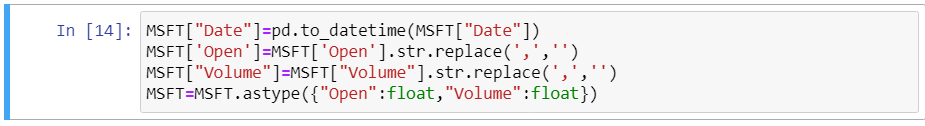 In [14]: MSFT["Date"]=pd.to_datetime(MSFT["Date"])
MSFT['Open']=MSFT['Open'].str.replace(',','')
MSFT["Volume"]=MSFT["Volume"].str.replace(',','')
MSFT=MSFT.astype({"Open":float,"Volume":float})